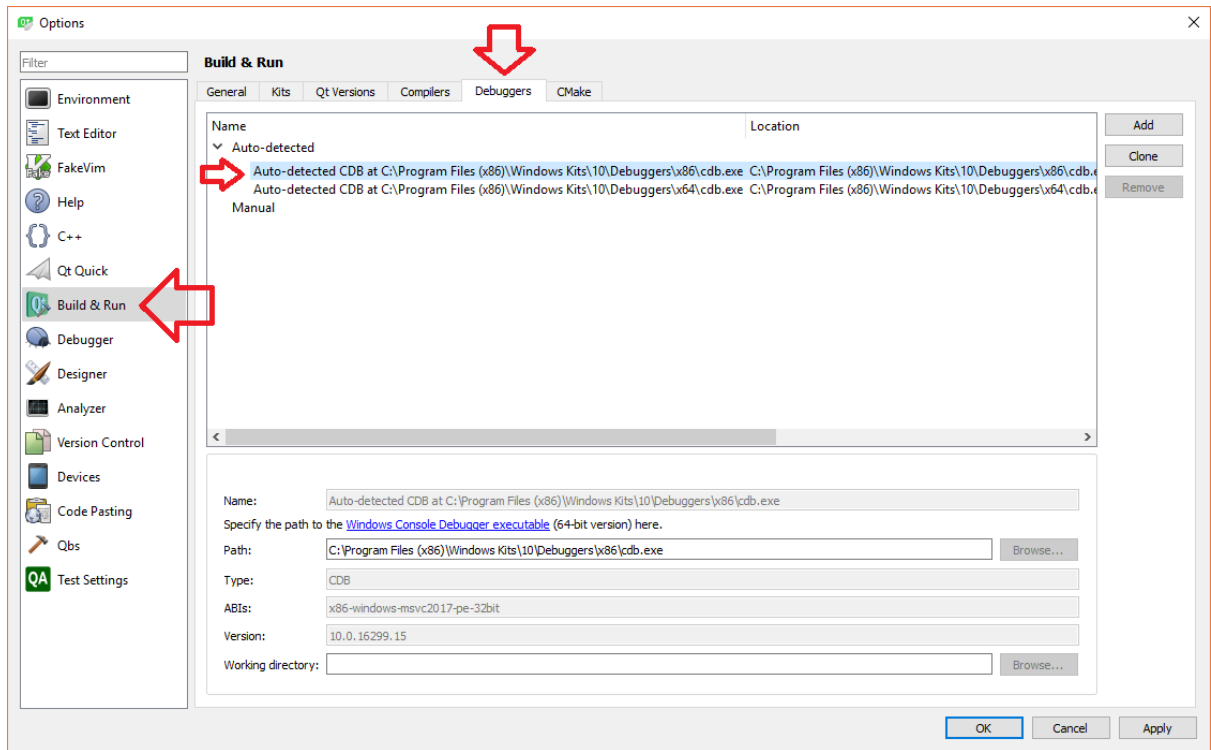 Options
Filter
Build & Run
Environment
Text Editor
FakeVim
Help
C++
Qt Quick
Build & Run
Debugger
Designer
Analyzer
Version Control
Devices
Code Pasting
Qbs
QA Test Settings
General Kits Qt Versions Compilers Debuggers CMake
Name Location
Auto-detected
Auto-detected CDB at C:\Program Files (x86)\Windows Kits\10\Debuggers\x86\cdb.exe C:\Program Files (x86)\Windows Kits\10\Debuggers\x86\cdb.e
Auto-detected CDB at C:\Program Files (x86)\Windows Kits\10\Debuggers\x64\cdb.exe C:\Program Files (x86)\Windows Kits\10\Debuggers\x64\cdb.e
Manual
Add
Clone
Remove
Name: Auto-detected CDB at C:\Program Files (x86)\Windows Kits\10\Debuggers\x86\cdb.exe
Specify the path to the Windows Console Debugger executable (64-bit version) here.
Path: C:\Program Files (x86)\Windows Kits\10\Debuggers\x86\cdb.exe Browse...
Type: CDB
ABIs: x86-windows-msvc2017-pe-32bit
Version: 10.0.16299.15
Working directory: Browse...
OK Cancel Apply